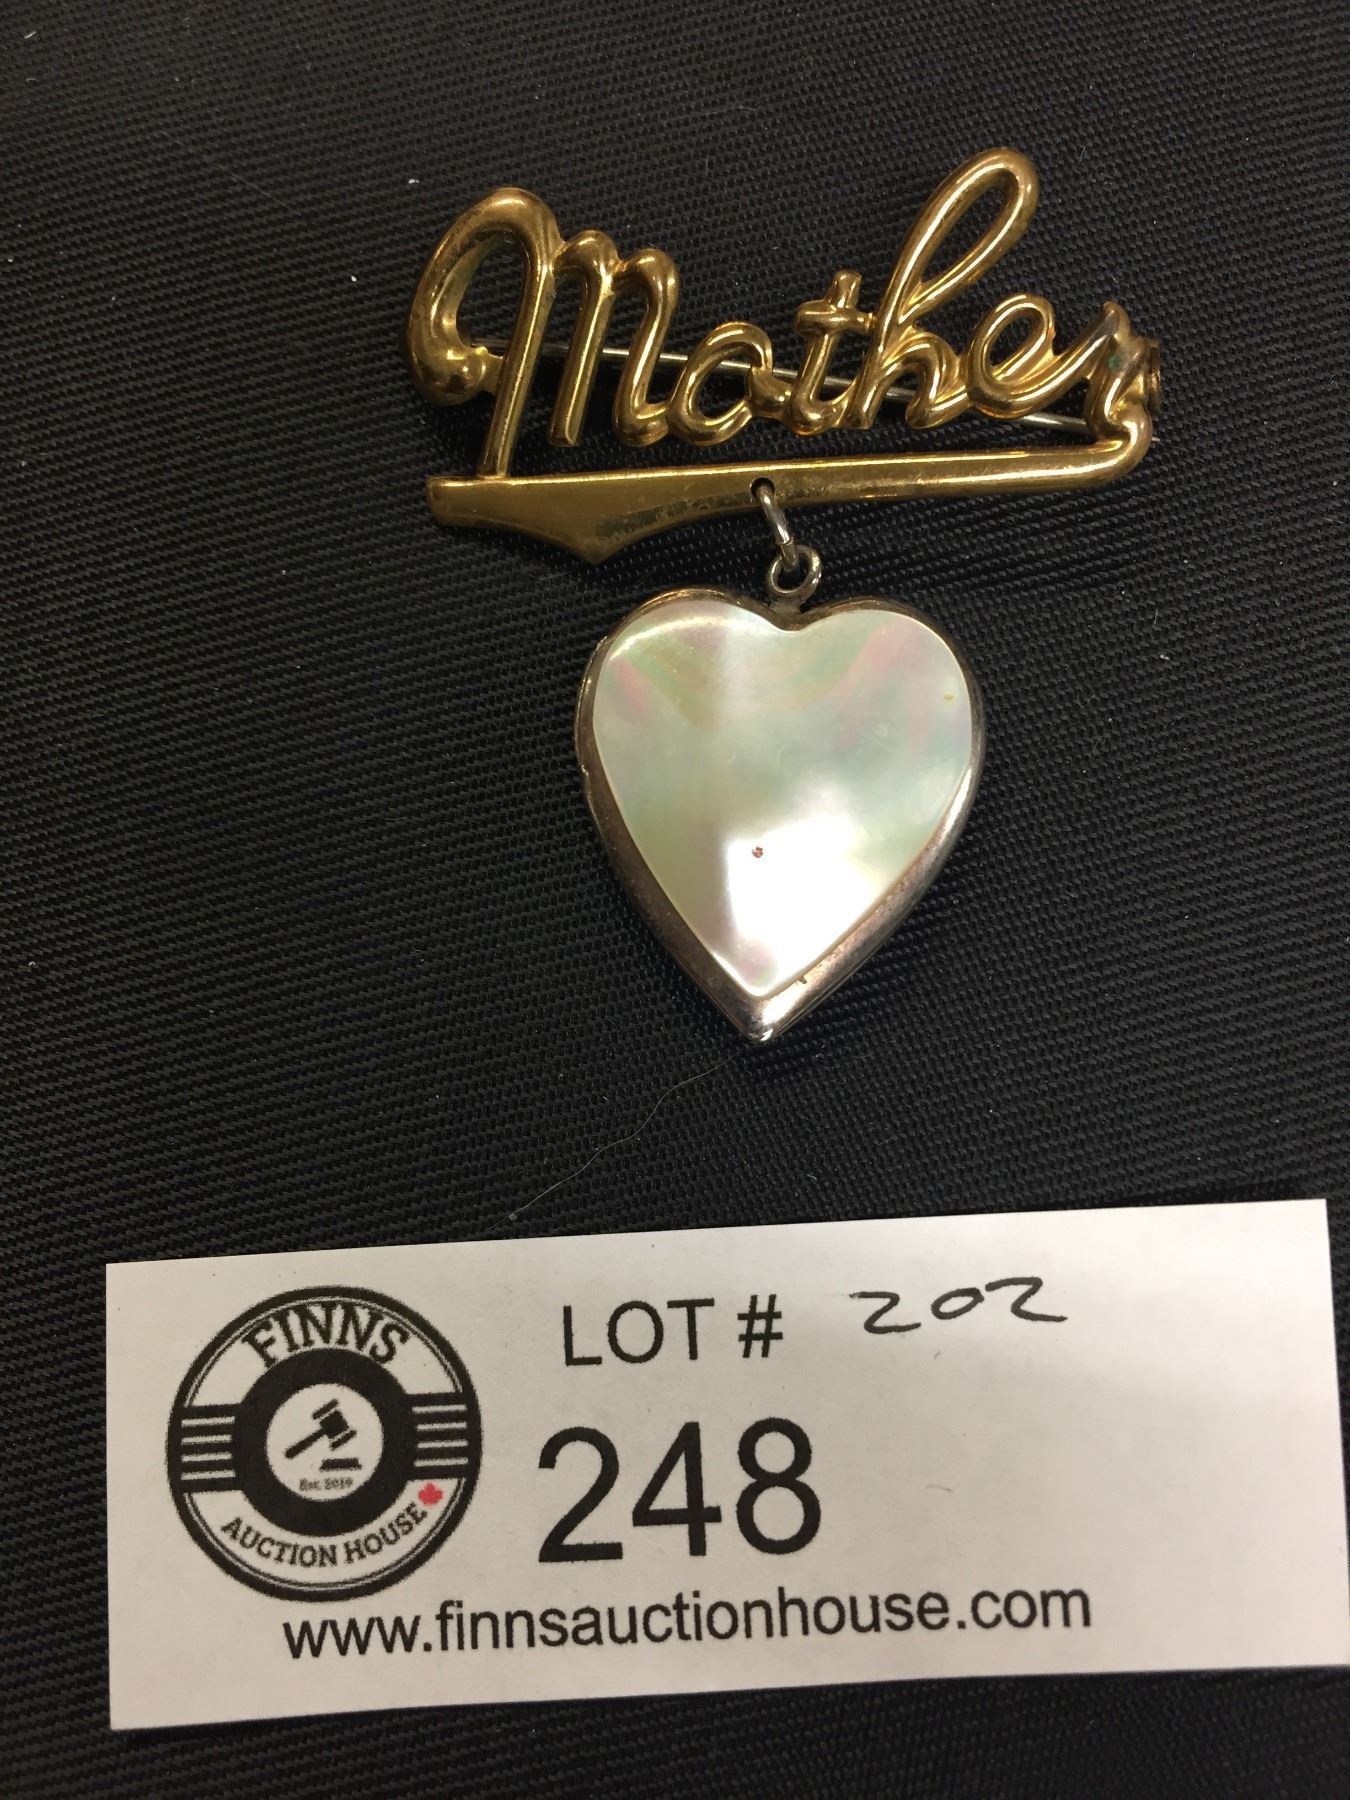 Mother
LOT # 202
FINNS
248
Est. 2019
AUCTION HOUSE
www.finnsauctionhouse.com